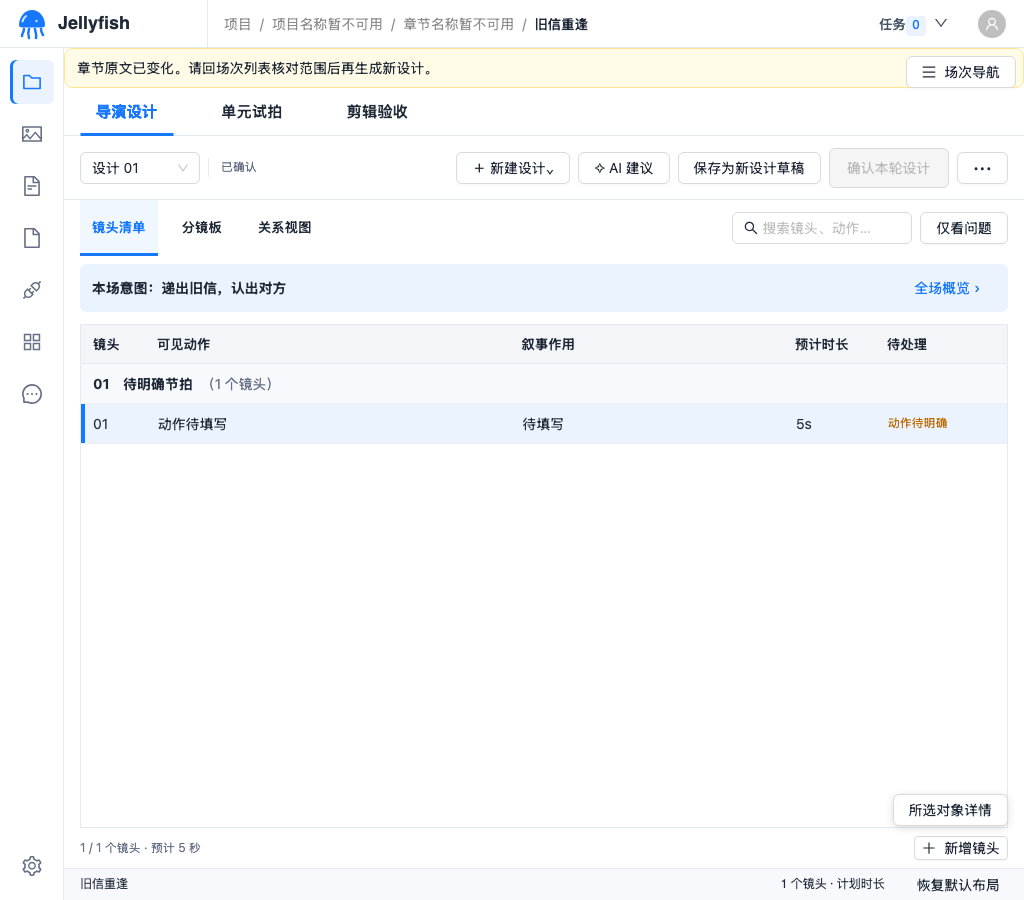 Jellyfish
项目 / 项目名称暂不可用 / 章节名称暂不可用 / 旧信重逢
任务 0
章节原文已变化。请回场次列表核对范围后再生成新设计。
场次导航
导演设计 单元试拍 剪辑验收
设计 01 已确认 + 新建设计 AI 建议 保存为新设计草稿 确认本轮设计 ···
镜头清单 分镜板 关系视图 搜索镜头、动作... 仅看问题
本场意图：递出旧信，认出对方 全场概览 ›
镜头 可见动作 叙事作用 预计时长 待处理
01 待明确节拍 （1 个镜头）
01 动作待填写 待填写 5s 动作待明确
所选对象详情
1 / 1 个镜头 · 预计 5 秒 + 新增镜头
旧信重逢 1 个镜头 · 计划时长 恢复默认布局